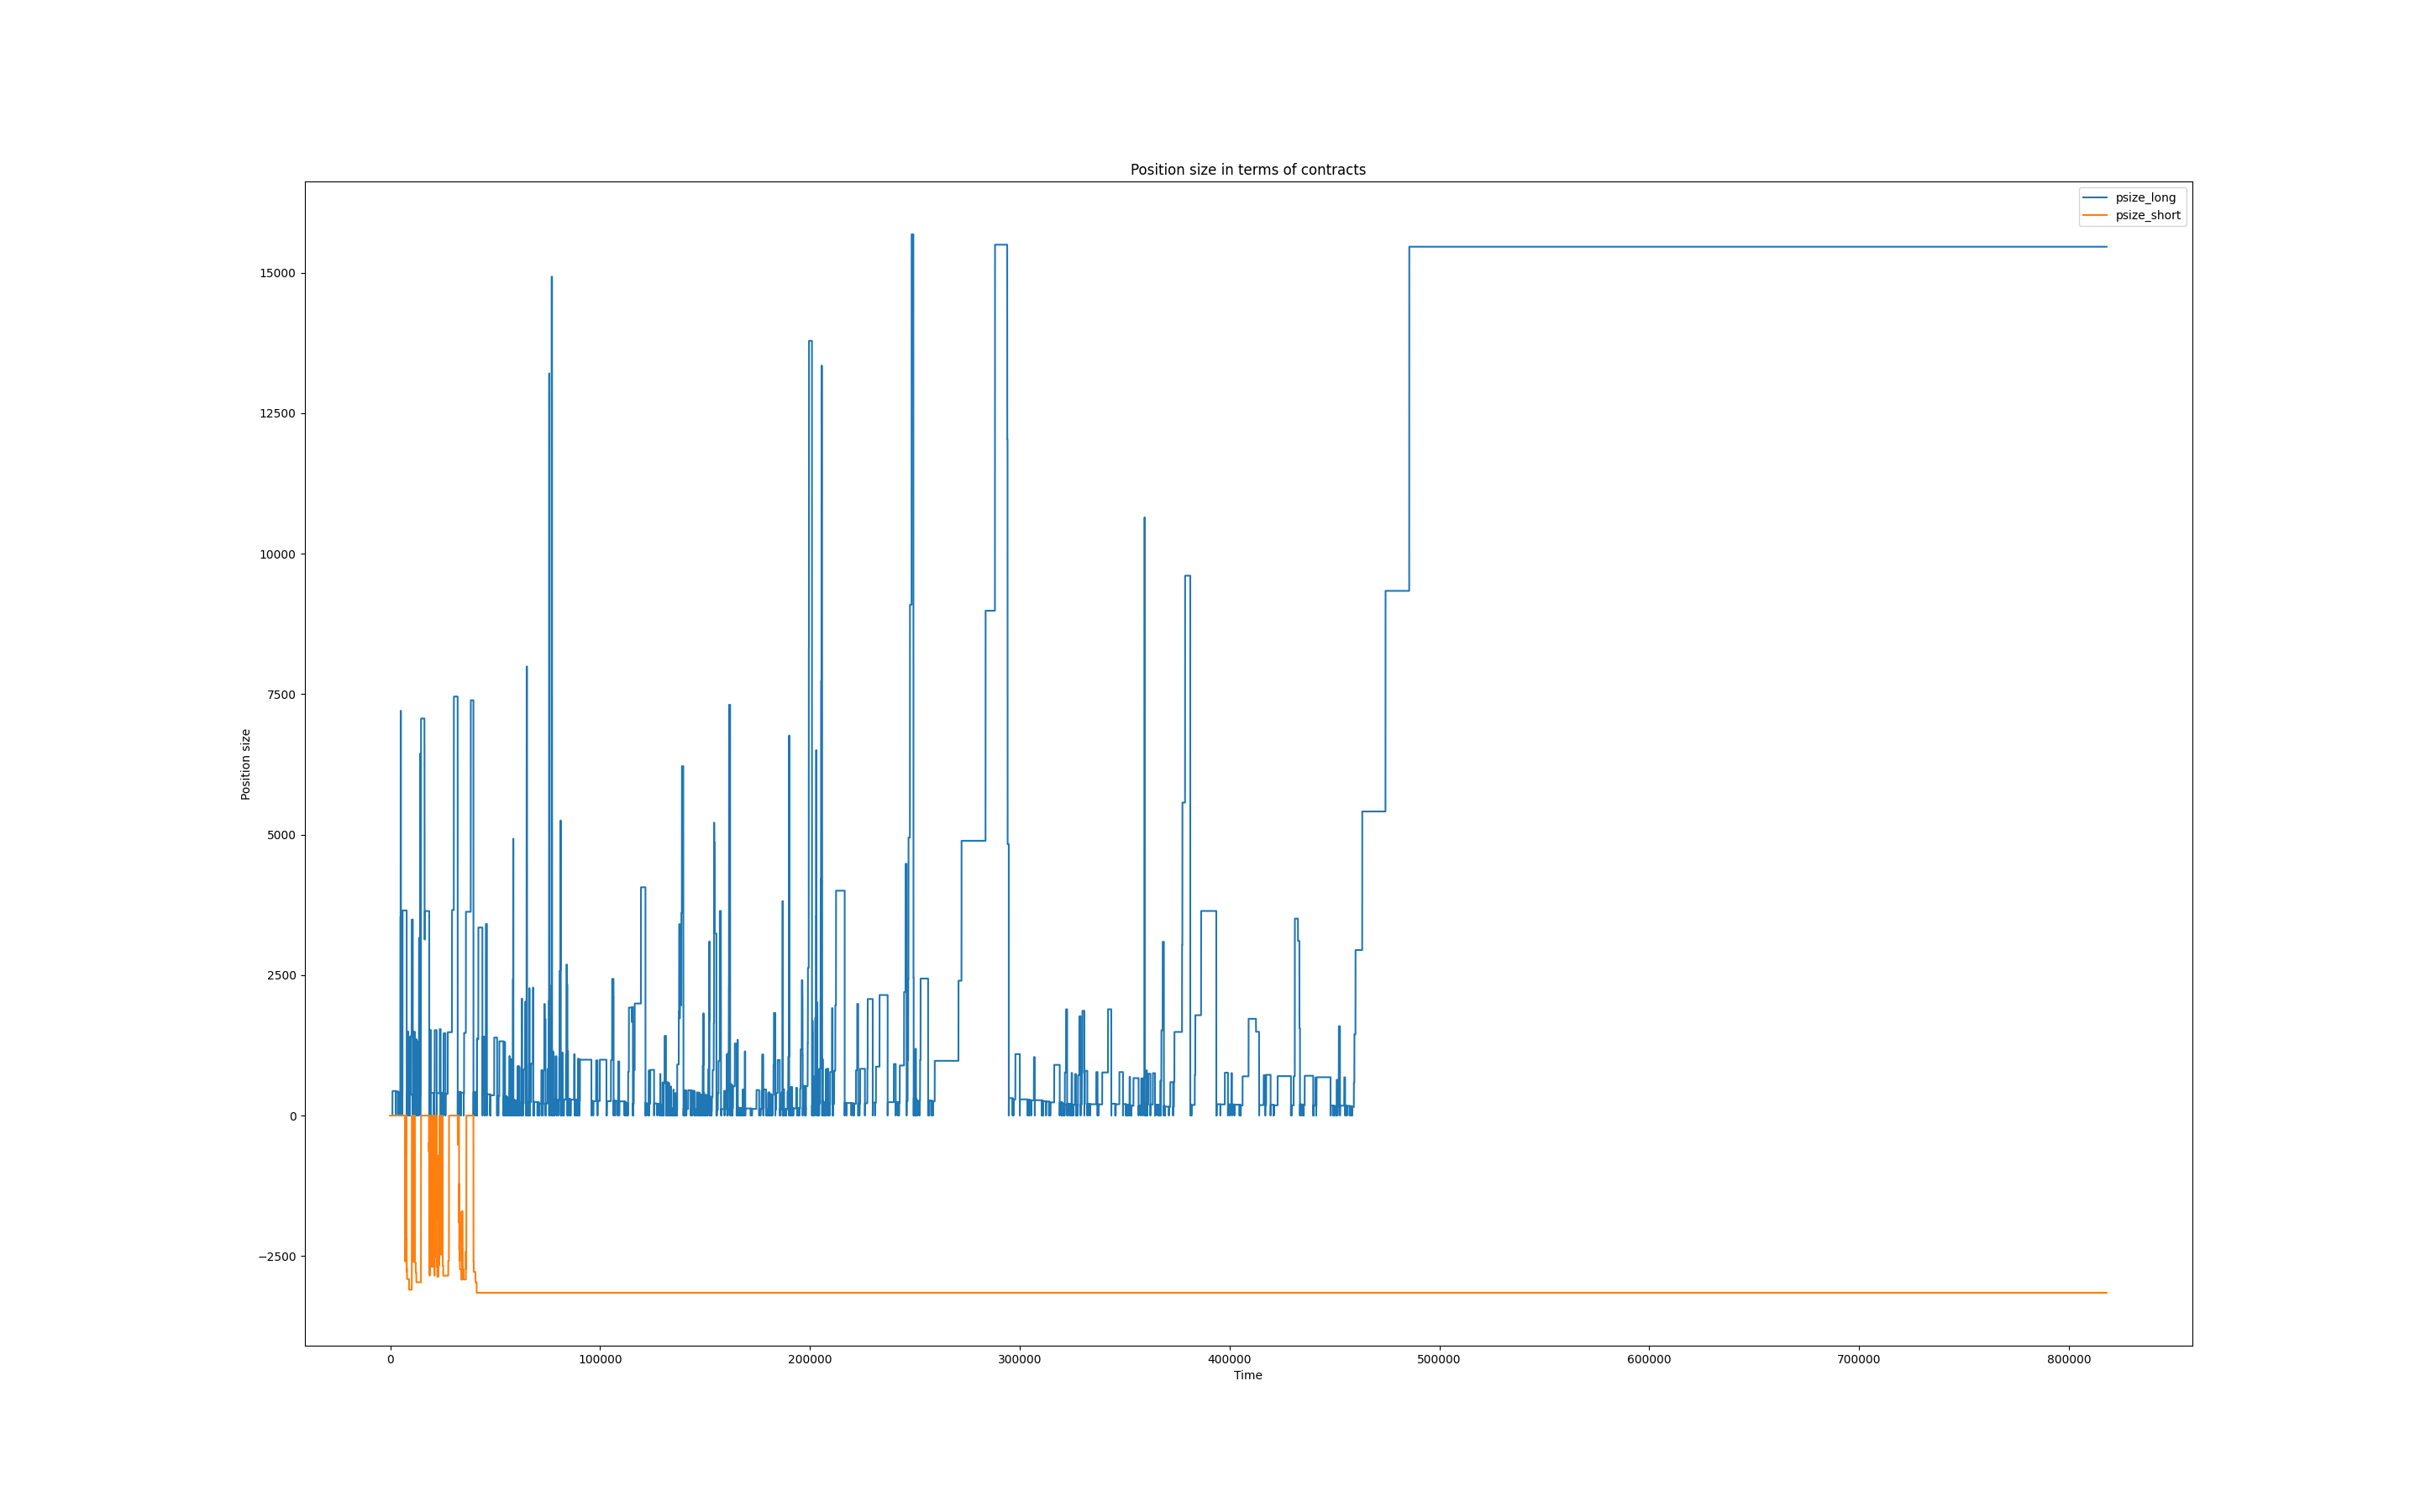 Position size in terms of contracts
psize_long
psize_short
15000
12500
10000
7500
5000
2500
0
−2500
Position size
0 100000 200000 300000 400000 500000 600000 700000 800000
Time